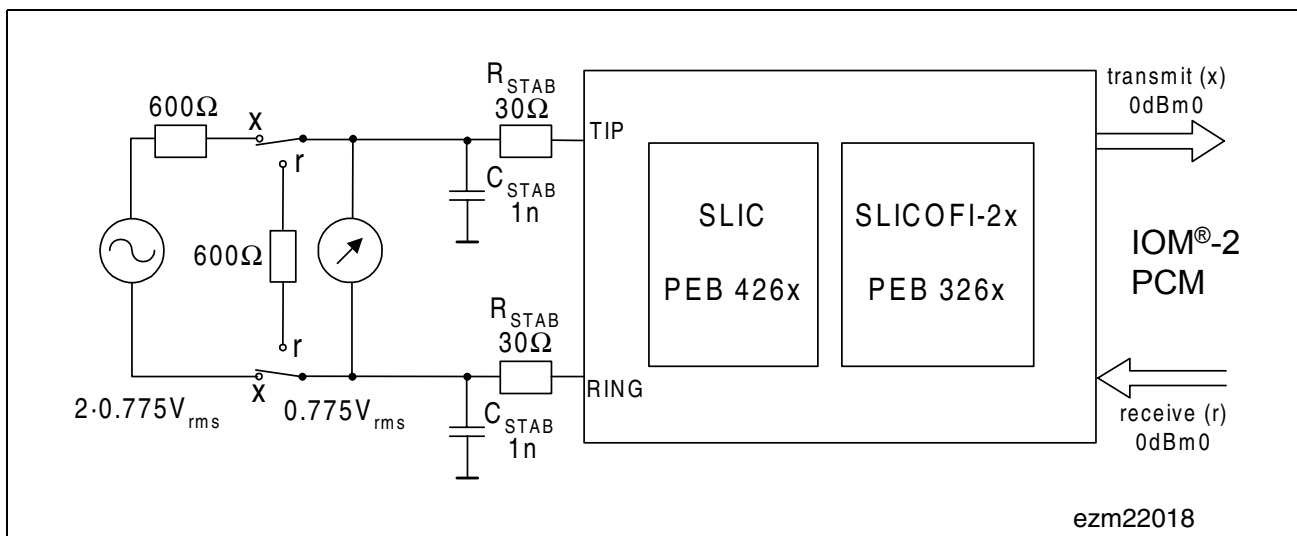 600Ω
x
r
600Ω
r
x
2·0.775Vrms
0.775Vrms
RSTAB
30Ω
CSTAB
1n
RSTAB
30Ω
CSTAB
1n
TIP
RING
SLIC
PEB 426x
SLICOFI-2x
PEB 326x
transmit (x)
0dBm0
IOM®-2
PCM
receive (r)
0dBm0
ezm22018